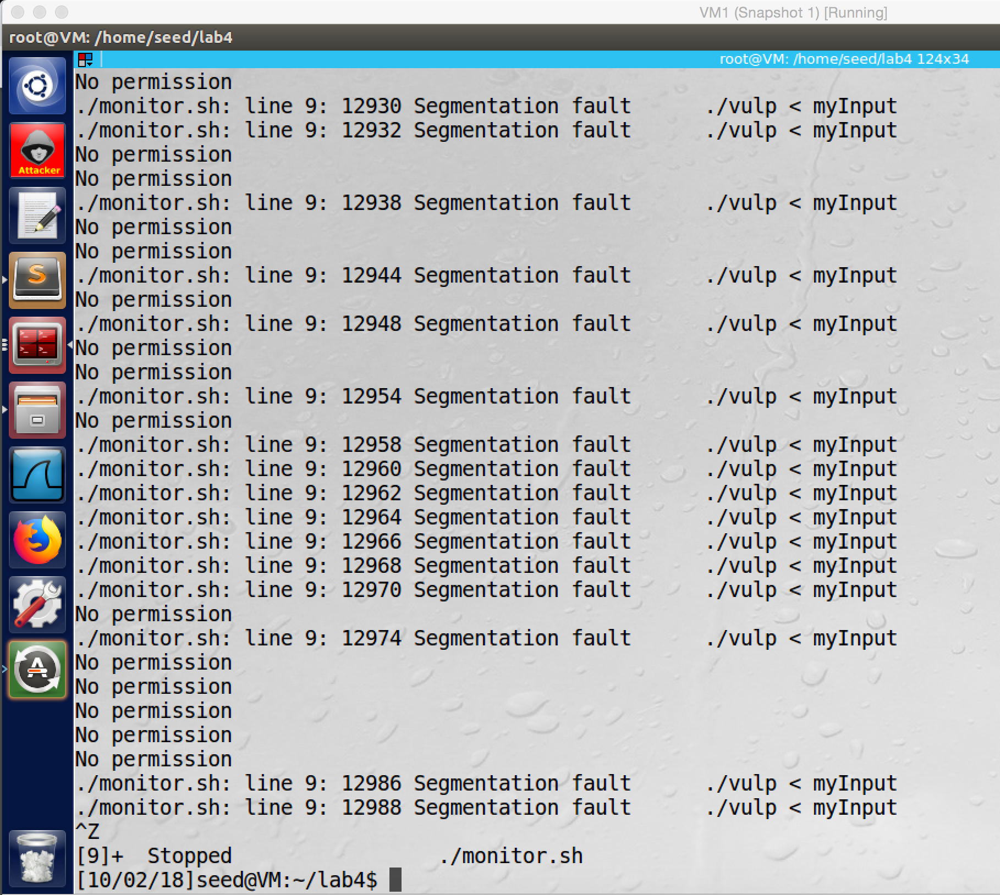 VM1 (Snapshot 1) [Running]
root@VM: /home/seed/lab4
root@VM: /home/seed/lab4 124x34
No permission
./monitor.sh: line 9: 12930 Segmentation fault      ./vulp < myInput
./monitor.sh: line 9: 12932 Segmentation fault      ./vulp < myInput
No permission
No permission
./monitor.sh: line 9: 12938 Segmentation fault      ./vulp < myInput
No permission
No permission
./monitor.sh: line 9: 12944 Segmentation fault      ./vulp < myInput
No permission
./monitor.sh: line 9: 12948 Segmentation fault      ./vulp < myInput
No permission
No permission
./monitor.sh: line 9: 12954 Segmentation fault      ./vulp < myInput
No permission
./monitor.sh: line 9: 12958 Segmentation fault      ./vulp < myInput
./monitor.sh: line 9: 12960 Segmentation fault      ./vulp < myInput
./monitor.sh: line 9: 12962 Segmentation fault      ./vulp < myInput
./monitor.sh: line 9: 12964 Segmentation fault      ./vulp < myInput
./monitor.sh: line 9: 12966 Segmentation fault      ./vulp < myInput
./monitor.sh: line 9: 12968 Segmentation fault      ./vulp < myInput
./monitor.sh: line 9: 12970 Segmentation fault      ./vulp < myInput
No permission
./monitor.sh: line 9: 12974 Segmentation fault      ./vulp < myInput
No permission
No permission
No permission
No permission
No permission
./monitor.sh: line 9: 12986 Segmentation fault      ./vulp < myInput
./monitor.sh: line 9: 12988 Segmentation fault      ./vulp < myInput
^Z
[9]+  Stopped                 ./monitor.sh
[10/02/18]seed@VM:~/lab4$
Attacker